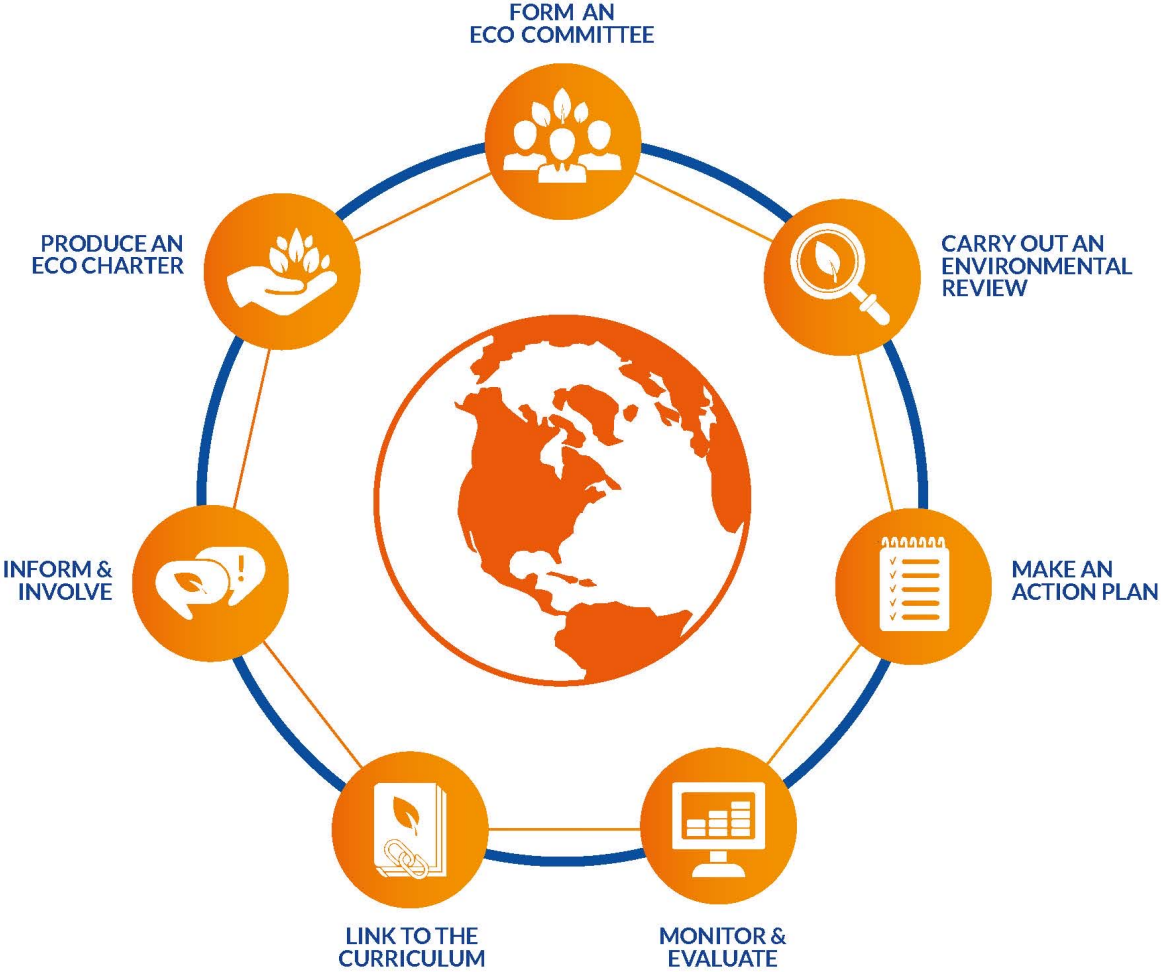 FORM AN
ECO COMMITTEE
CARRY OUT AN
ENVIRONMENTAL
REVIEW
MAKE AN
ACTION PLAN
MONITOR &
EVALUATE
LINK TO THE
CURRICULUM
INFORM &
INVOLVE
PRODUCE AN
ECO CHARTER
!